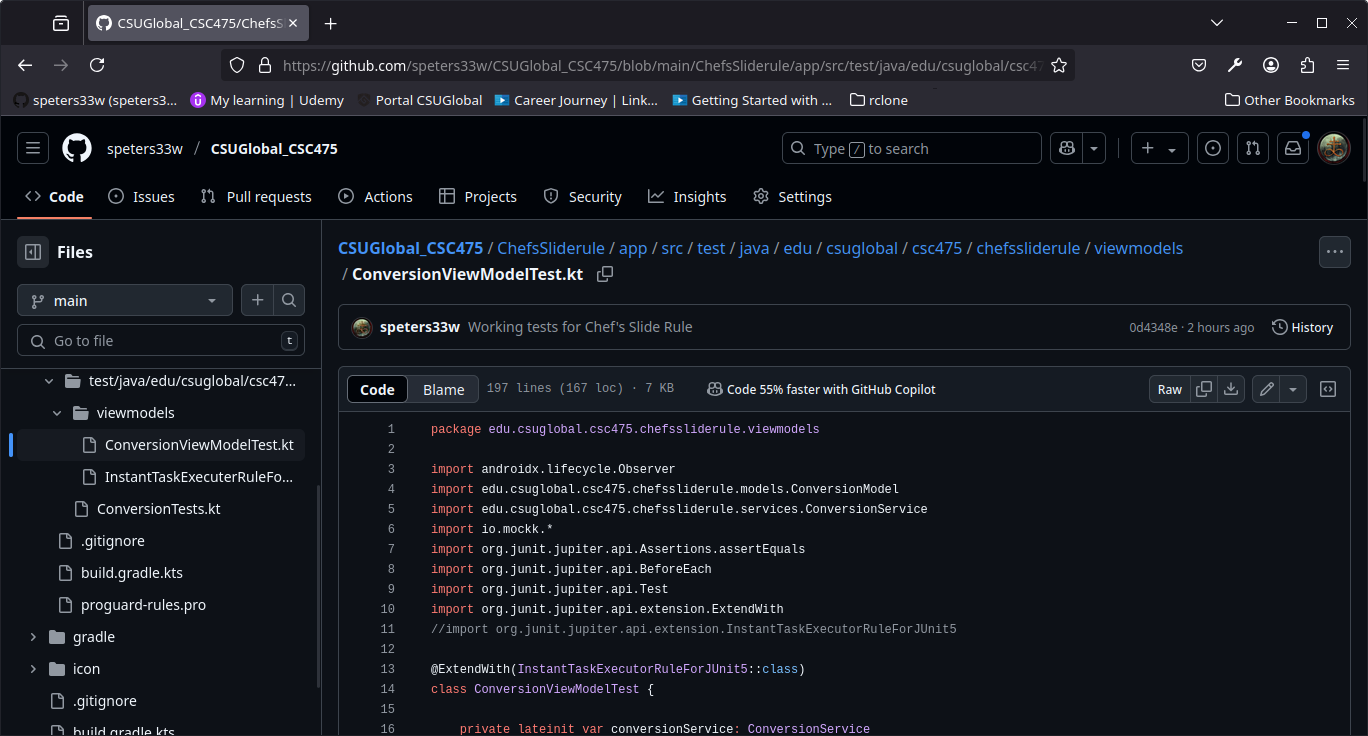 CSUGlobal_CSC475/ChefsS
https://github.com/speters33w/CSUGlobal_CSC475/blob/main/ChefsSliderule/app/src/test/java/edu/csuglobal/csc47
speters33w (speters3... My learning | Udemy Portal CSUGlobal Career Journey | Link... Getting Started with ... rclone Other Bookmarks
speters33w / CSUGlobal_CSC475 Type / to search
Code Issues Pull requests Actions Projects Security Insights Settings
Files
main
Go to file t
test/java/edu/csuglobal/csc47...
viewmodels
ConversionViewModelTest.kt
InstantTaskExecuterRuleFo...
ConversionTests.kt
.gitignore
build.gradle.kts
proguard-rules.pro
gradle
icon
.gitignore
build.gradle.kts
CSUGlobal_CSC475 / ChefsSliderule / app / src / test / java / edu / csuglobal / csc475 / chefssliderule / viewmodels
/ ConversionViewModelTest.kt
speters33w Working tests for Chef's Slide Rule 0d4348e · 2 hours ago History
Code Blame 197 lines (167 loc) · 7 KB Code 55% faster with GitHub Copilot Raw
1 package edu.csuglobal.csc475.chefssliderule.viewmodels
2
3 import androidx.lifecycle.Observer
4 import edu.csuglobal.csc475.chefssliderule.models.ConversionModel
5 import edu.csuglobal.csc475.chefssliderule.services.ConversionService
6 import io.mockk.*
7 import org.junit.jupiter.api.Assertions.assertEquals
8 import org.junit.jupiter.api.BeforeEach
9 import org.junit.jupiter.api.Test
10 import org.junit.jupiter.api.extension.ExtendWith
11 //import org.junit.jupiter.api.extension.InstantTaskExecutorRuleForJUnit5
12
13 @ExtendWith(InstantTaskExecutorRuleForJUnit5::class)
14 class ConversionViewModelTest {
15
16 private lateinit var conversionService: ConversionService